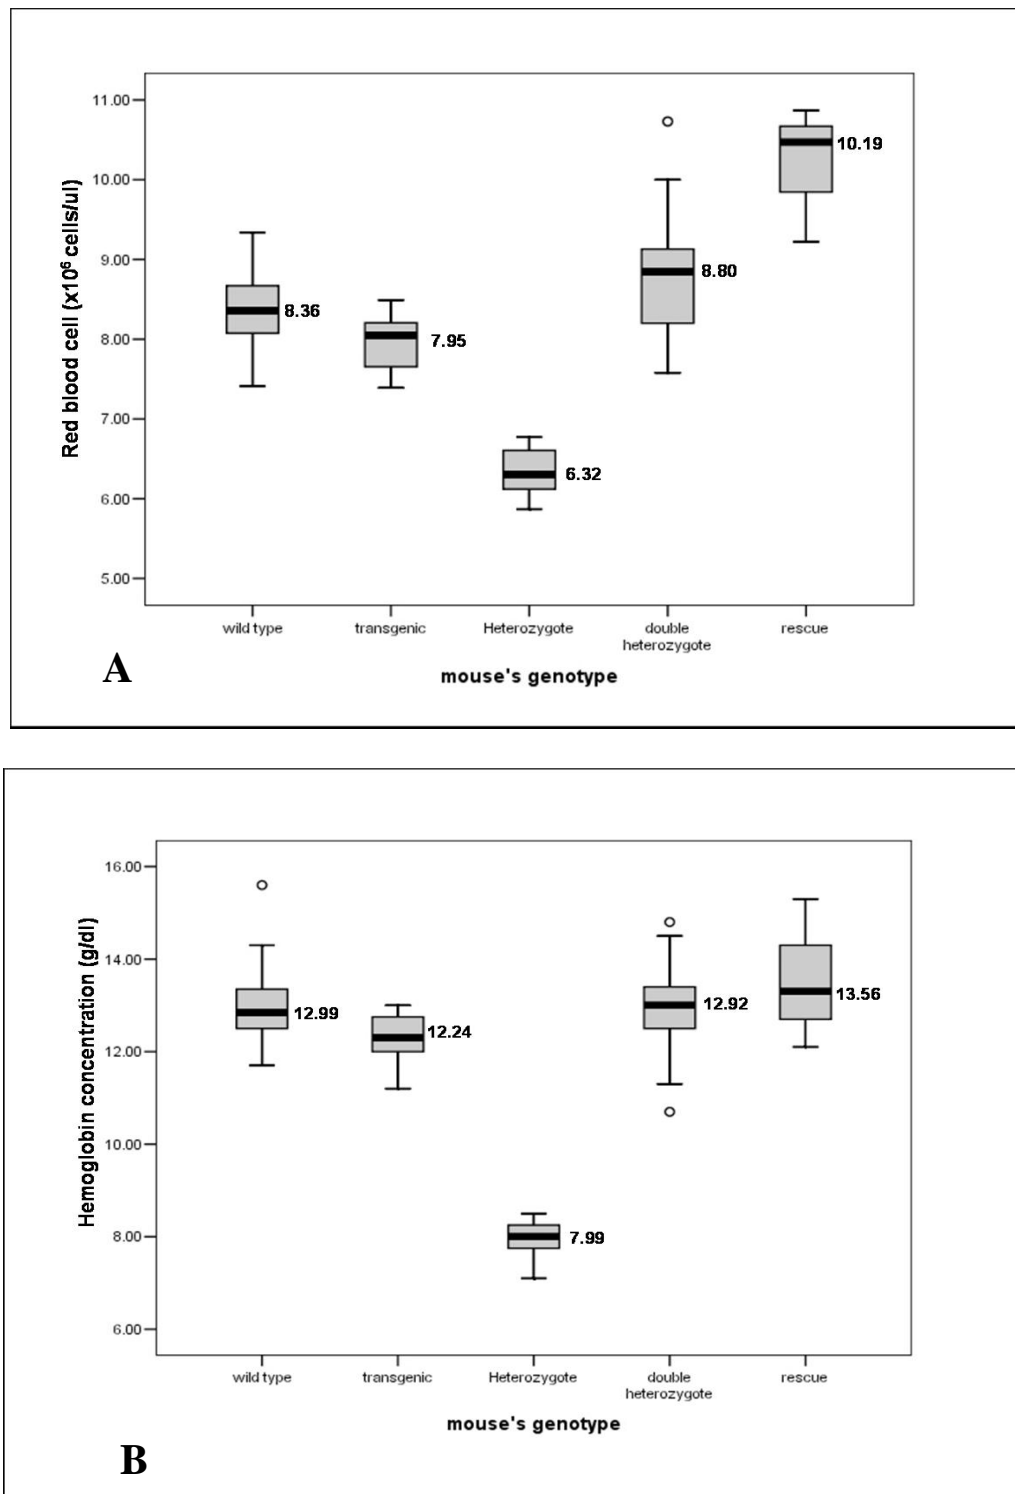 11.00
10.00
9.00
8.00
7.00
6.00
5.00
Red blood cell (x10⁶ cells/ul)
8.36
7.95
6.32
8.80
10.19
wild type
transgenic
Heterozygote
double
heterozygote
rescue
mouse's genotype
A
16.00
14.00
12.00
10.00
8.00
6.00
Hemoglobin concentration (g/dl)
12.99
12.24
7.99
12.92
13.56
wild type
transgenic
Heterozygote
double
heterozygote
rescue
mouse's genotype
B